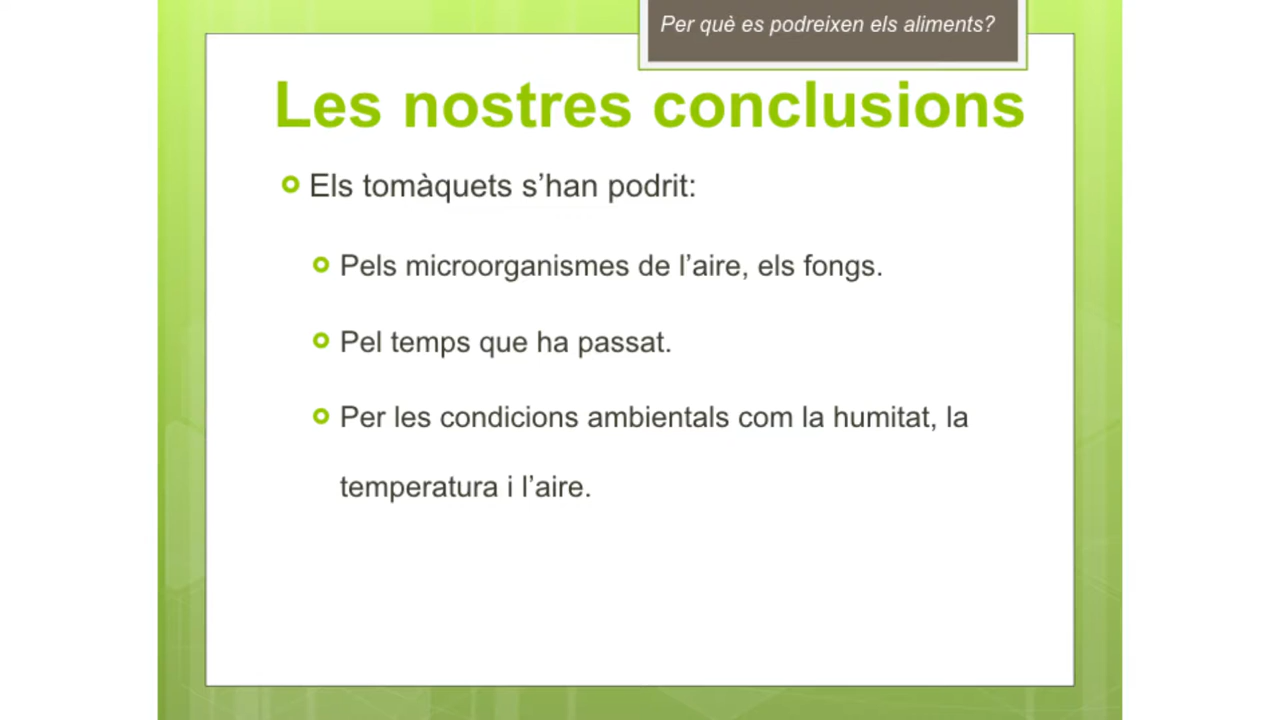 Per què es podreixen els aliments?
Les nostres conclusions
Els tomàquets s’han podrit:
Pels microorganismes de l’aire, els fongs.
Pel temps que ha passat.
Per les condicions ambientals com la humitat, la
temperatura i l’aire.